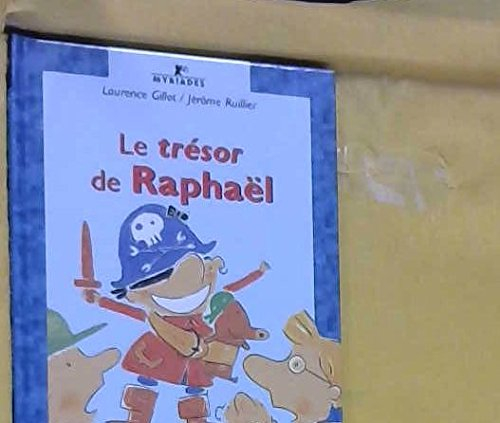 MYRIADES
Laurence Gillot / Jérôme Ruillier
Le trésor
de Raphaël